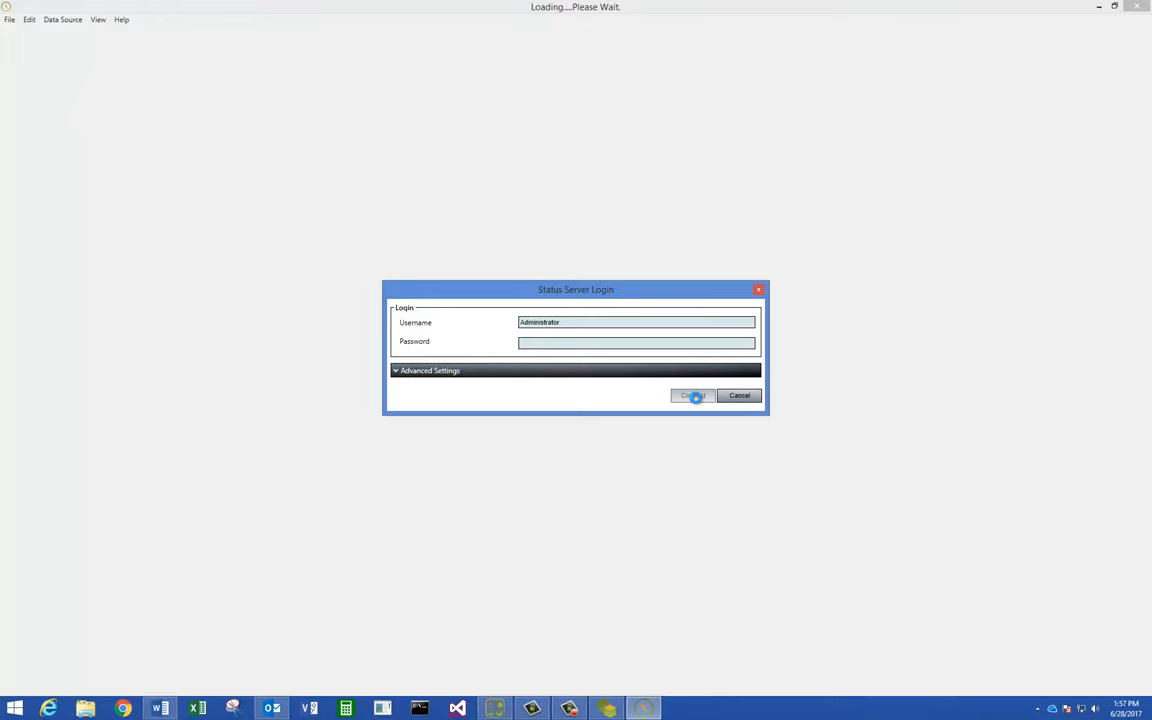 Loading....Please Wait.
File Edit Data Source View Help
Status Server Login
Login
Username Administrator
Password
Advanced Settings
Cancel
1:57 PM
6/28/2017